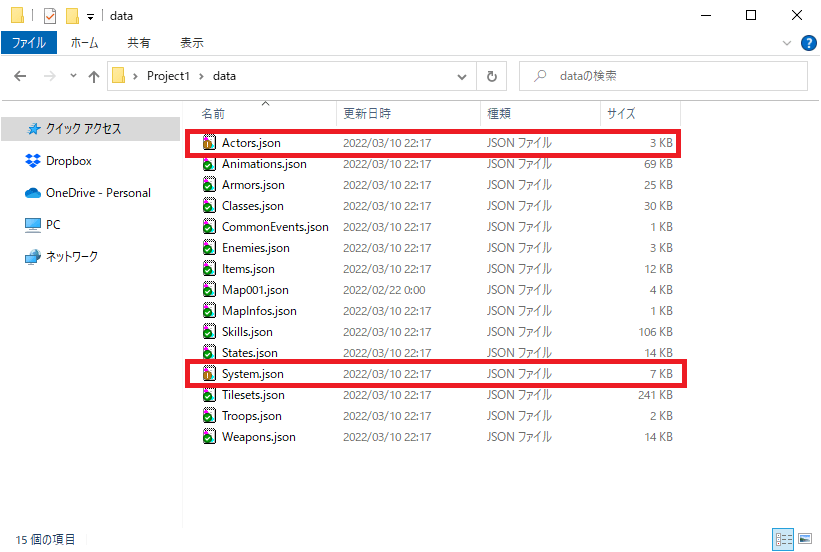 data
ファイル ホーム 共有 表示
Project1 data dataの検索
名前 更新日時 種類 サイズ
クイック アクセス
Dropbox
OneDrive - Personal
PC
ネットワーク
Actors.json 2022/03/10 22:17 JSON ファイル 3 KB
Animations.json 2022/03/10 22:17 JSON ファイル 69 KB
Armors.json 2022/03/10 22:17 JSON ファイル 25 KB
Classes.json 2022/03/10 22:17 JSON ファイル 30 KB
CommonEvents.json 2022/03/10 22:17 JSON ファイル 1 KB
Enemies.json 2022/03/10 22:17 JSON ファイル 3 KB
Items.json 2022/03/10 22:17 JSON ファイル 12 KB
Map001.json 2022/02/22 0:00 JSON ファイル 4 KB
MapInfos.json 2022/03/10 22:17 JSON ファイル 1 KB
Skills.json 2022/03/10 22:17 JSON ファイル 106 KB
States.json 2022/03/10 22:17 JSON ファイル 14 KB
System.json 2022/03/10 22:17 JSON ファイル 7 KB
Tilesets.json 2022/03/10 22:17 JSON ファイル 241 KB
Troops.json 2022/03/10 22:17 JSON ファイル 2 KB
Weapons.json 2022/03/10 22:17 JSON ファイル 14 KB
15 個の項目